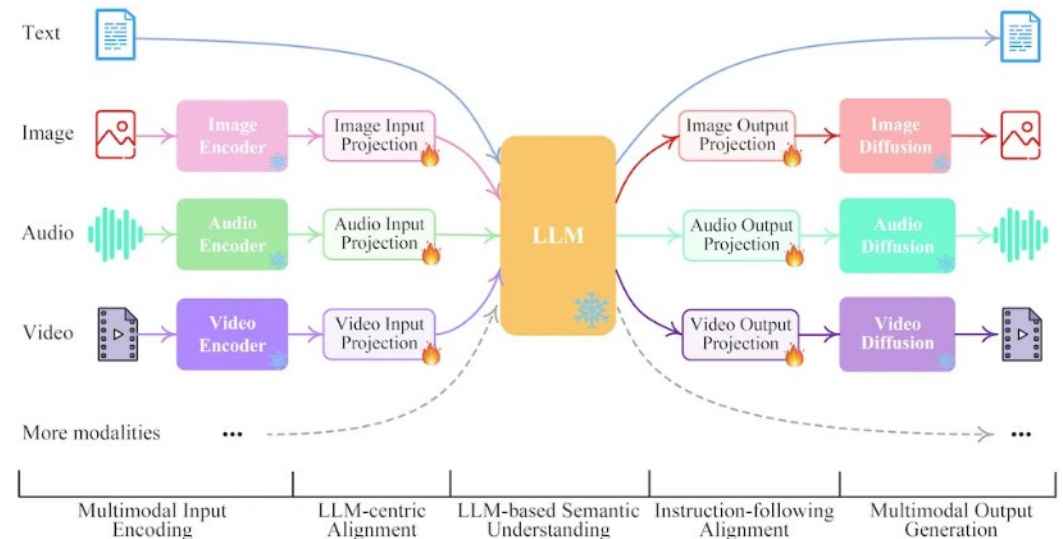 Text
Image
Image
Encoder
Image Input
Projection
Image Output
Projection
Image
Diffusion
Audio
Audio
Encoder
Audio Input
Projection
LLM
Audio Output
Projection
Audio
Diffusion
Video
Video
Encoder
Video Input
Projection
Video Output
Projection
Video
Diffusion
More modalities
...
...
Multimodal Input
Encoding
LLM-centric
Alignment
LLM-based Semantic
Understanding
Instruction-following
Alignment
Multimodal Output
Generation